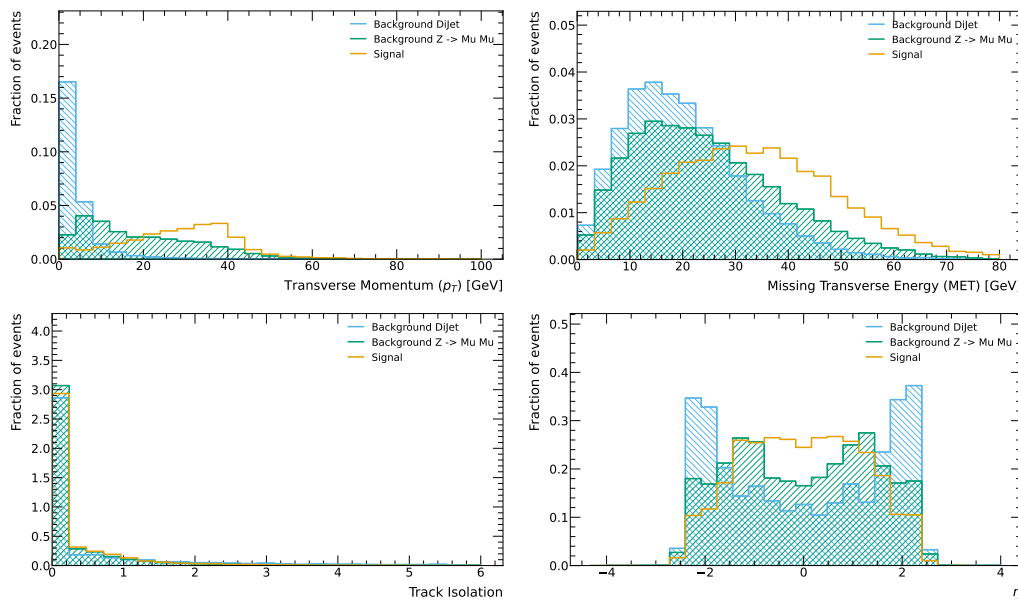 Fraction of events
0.20
0.15
0.10
0.05
0.00
0
20
40
60
80
100
Transverse Momentum (pT) [GeV]
Background DiJet
Background Z -> Mu Mu
Signal
Fraction of events
0.05
0.04
0.03
0.02
0.01
0.00
0
10
20
30
40
50
60
70
80
Missing Transverse Energy (MET) [GeV]
Background DiJet
Background Z -> Mu Mu
Signal
Fraction of events
4.0
3.5
3.0
2.5
2.0
1.5
1.0
0.5
0.0
0
1
2
3
4
5
6
Track Isolation
Background DiJet
Background Z -> Mu Mu
Signal
Fraction of events
0.5
0.4
0.3
0.2
0.1
0.0
−4
−2
0
2
4
Background DiJet
Background Z -> Mu Mu
Signal